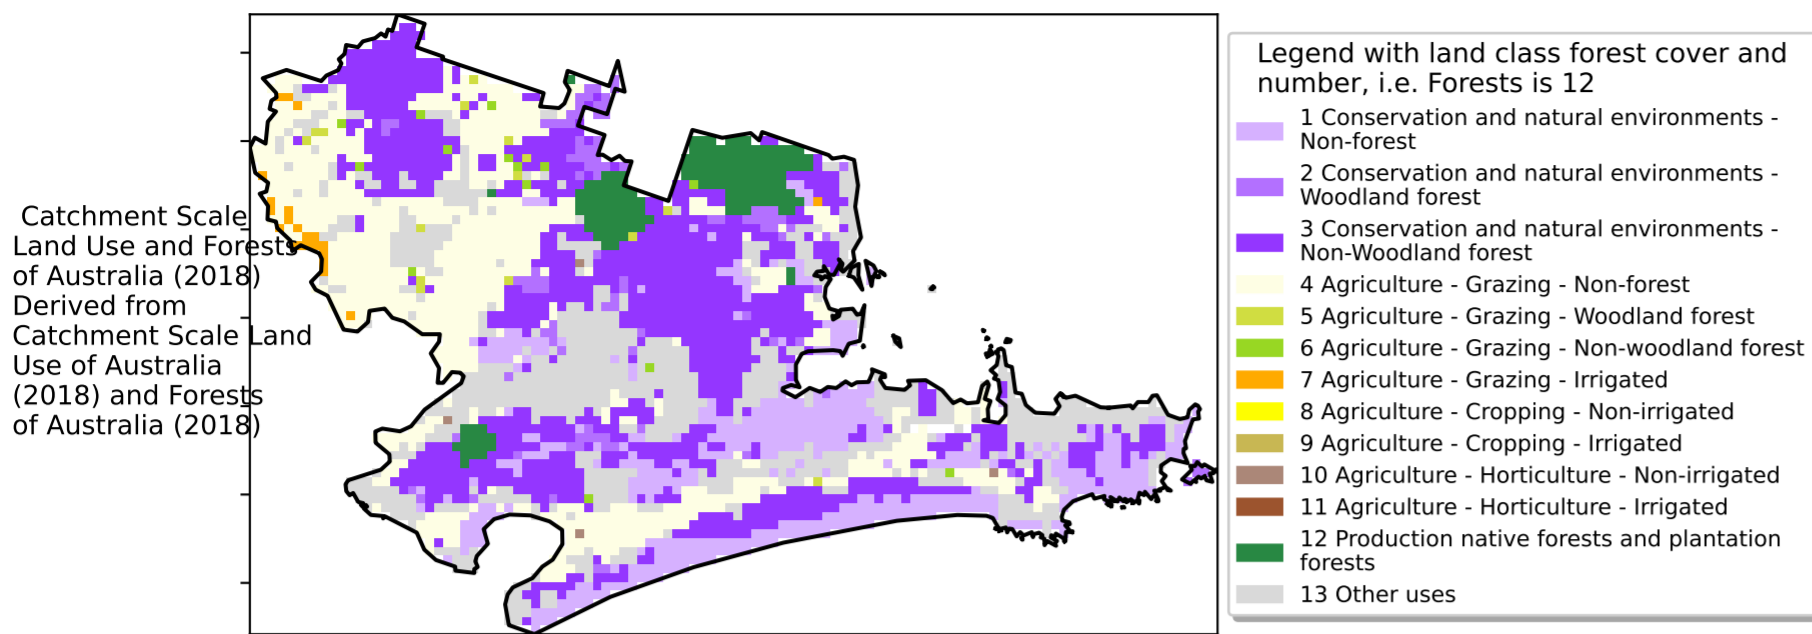 Catchment Scale
Land Use and Forests
of Australia (2018)
Derived from
Catchment Scale Land
Use of Australia
(2018) and Forests
of Australia (2018)
Legend with land class forest cover and
number, i.e. Forests is 12
1 Conservation and natural environments -
Non-forest
2 Conservation and natural environments -
Woodland forest
3 Conservation and natural environments -
Non-Woodland forest
4 Agriculture - Grazing - Non-forest
5 Agriculture - Grazing - Woodland forest
6 Agriculture - Grazing - Non-woodland forest
7 Agriculture - Grazing - Irrigated
8 Agriculture - Cropping - Non-irrigated
9 Agriculture - Cropping - Irrigated
10 Agriculture - Horticulture - Non-irrigated
11 Agriculture - Horticulture - Irrigated
12 Production native forests and plantation
forests
13 Other uses